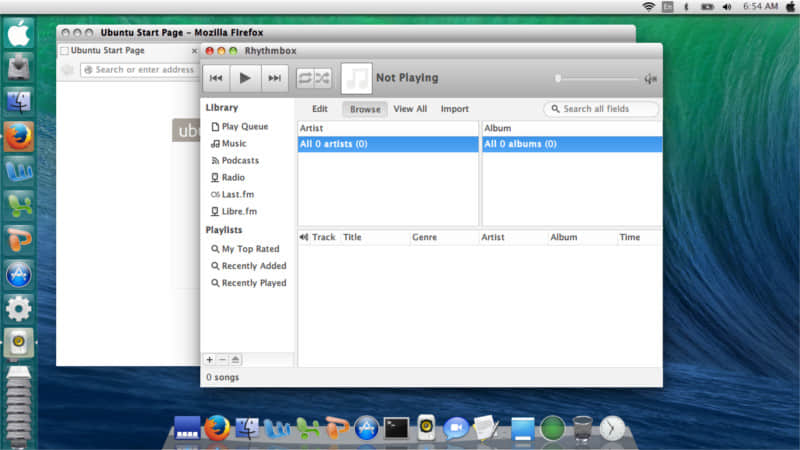 En
6:54 AM
Ubuntu Start Page - Mozilla Firefox
Ubuntu Start Page
Search or enter address
ubu
Rhythmbox
Not Playing
Library
Play Queue
Music
Podcasts
Radio
Last.fm
Libre.fm
Playlists
My Top Rated
Recently Added
Recently Played
Edit Browse View All Import Search all fields
Artist Album
All 0 artists (0) All 0 albums (0)
Track Title Genre Artist Album Time
0 songs